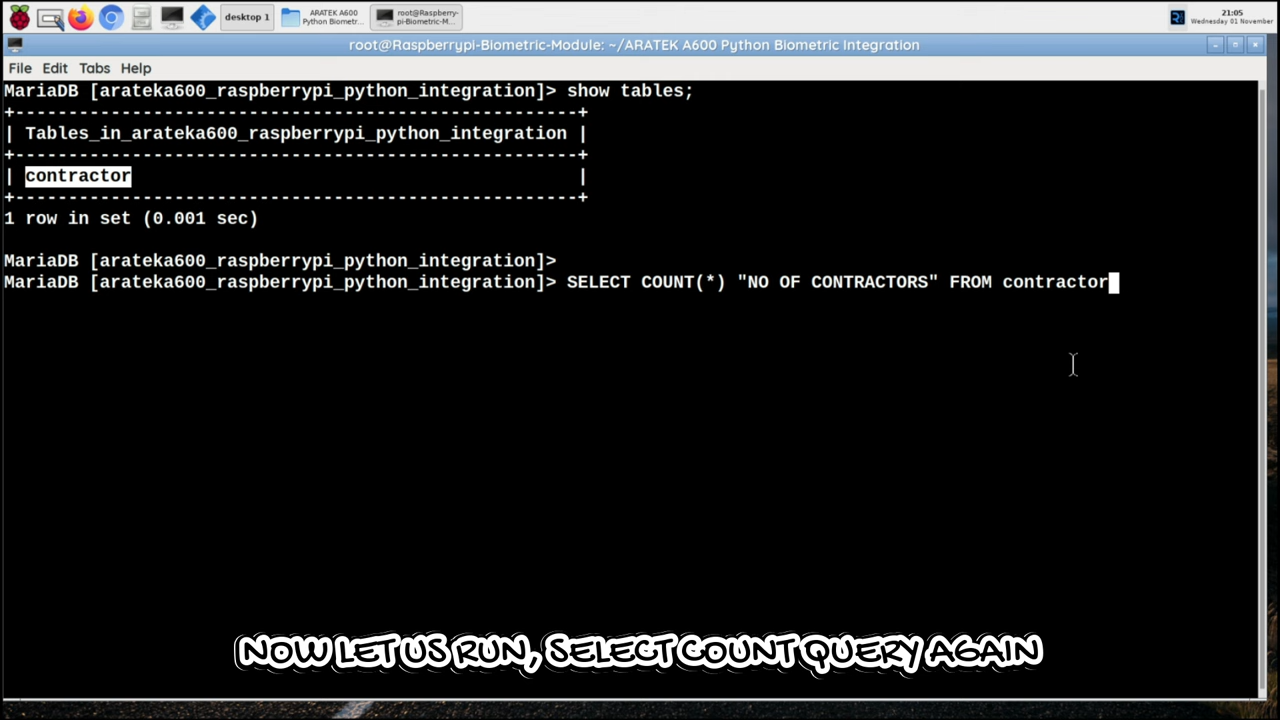 desktop 1
ARATEK A600
Python Biometr...
root@Raspberry-
pi-Biometric-M...
21:05
Wednesday 01 November
root@Raspberrypi-Biometric-Module: ~/ARATEK A600 Python Biometric Integration
File Edit Tabs Help
MariaDB [arateka600_raspberrypi_python_integration]> show tables;
+-----------------------------------------------------+
| Tables_in_arateka600_raspberrypi_python_integration |
+-----------------------------------------------------+
| contractor                                          |
+-----------------------------------------------------+
1 row in set (0.001 sec)
MariaDB [arateka600_raspberrypi_python_integration]>
MariaDB [arateka600_raspberrypi_python_integration]> SELECT COUNT(*) "NO OF CONTRACTORS" FROM contractor
NOW LET US RUN, SELECT COUNT QUERY AGAIN